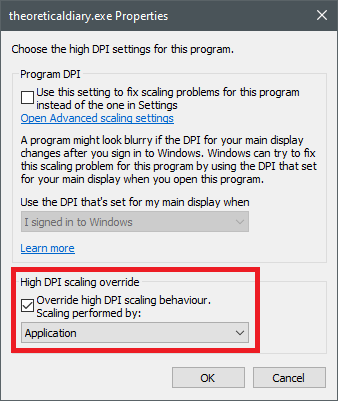 theoreticaldiary.exe Properties
Choose the high DPI settings for this program.
Program DPI
Use this setting to fix scaling problems for this program
instead of the one in Settings
Open Advanced scaling settings
A program might look blurry if the DPI for your main display
changes after you sign in to Windows. Windows can try to fix
this scaling problem for this program by using the DPI that set
for your main display when you open this program.
Use the DPI that's set for my main display when
I signed in to Windows
Learn more
High DPI scaling override
Override high DPI scaling behaviour.
Scaling performed by:
Application
OK
Cancel